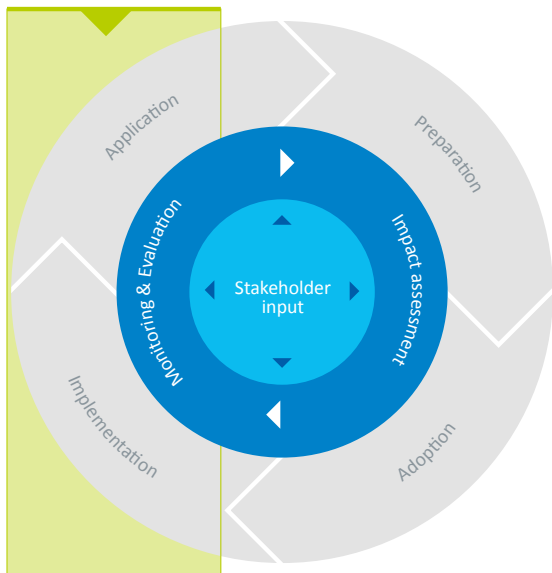 Application
Preparation
Monitoring & Evaluation
Stakeholder
input
Impact assessment
Implementation
Adoption